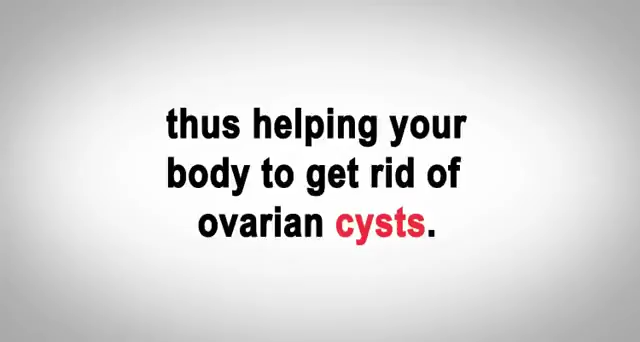 thus helping your
body to get rid of
ovarian cysts.